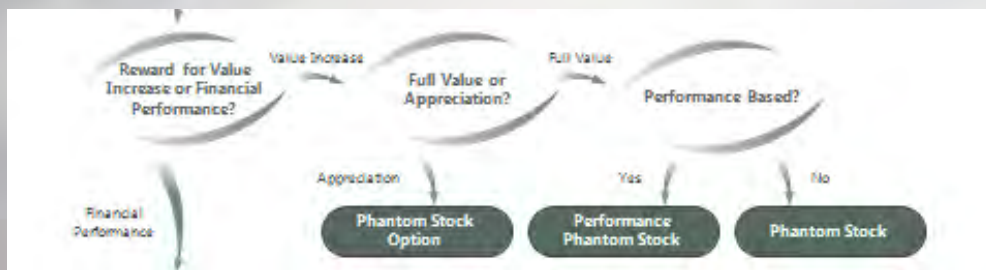 Reward for Value
Increase or Financial
Performance?
Value Increase
Full Value or
Appreciation?
Full Value
Performance Based?
Appreciation
Yes
No
Financial
Performance
Phantom Stock
Option
Performance
Phantom Stock
Phantom Stock